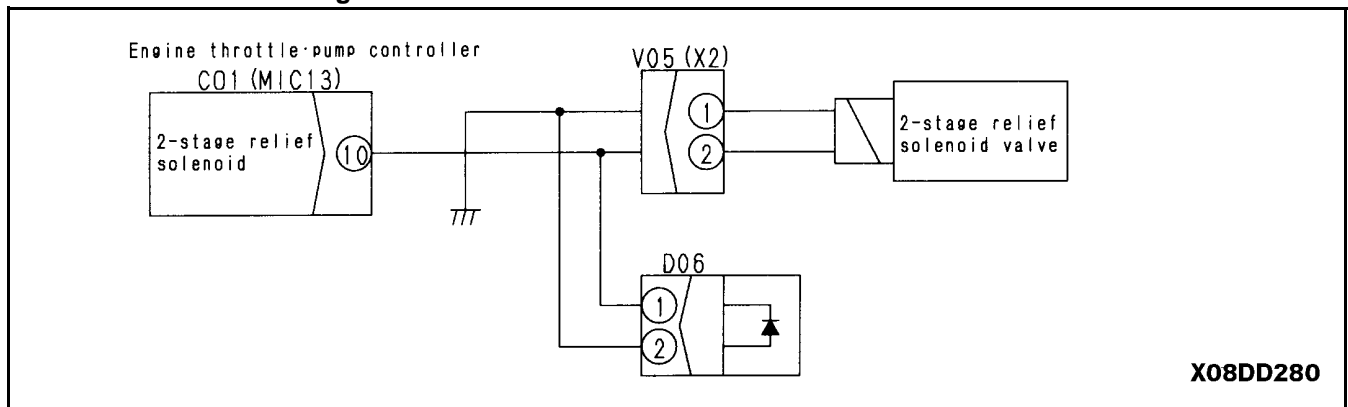 Engine throttle·pump controller
C01 (MIC13)
2-stage relief
solenoid
10
V05 (X2)
1
2
2-stage relief
solenoid valve
D06
1
2
X08DD280